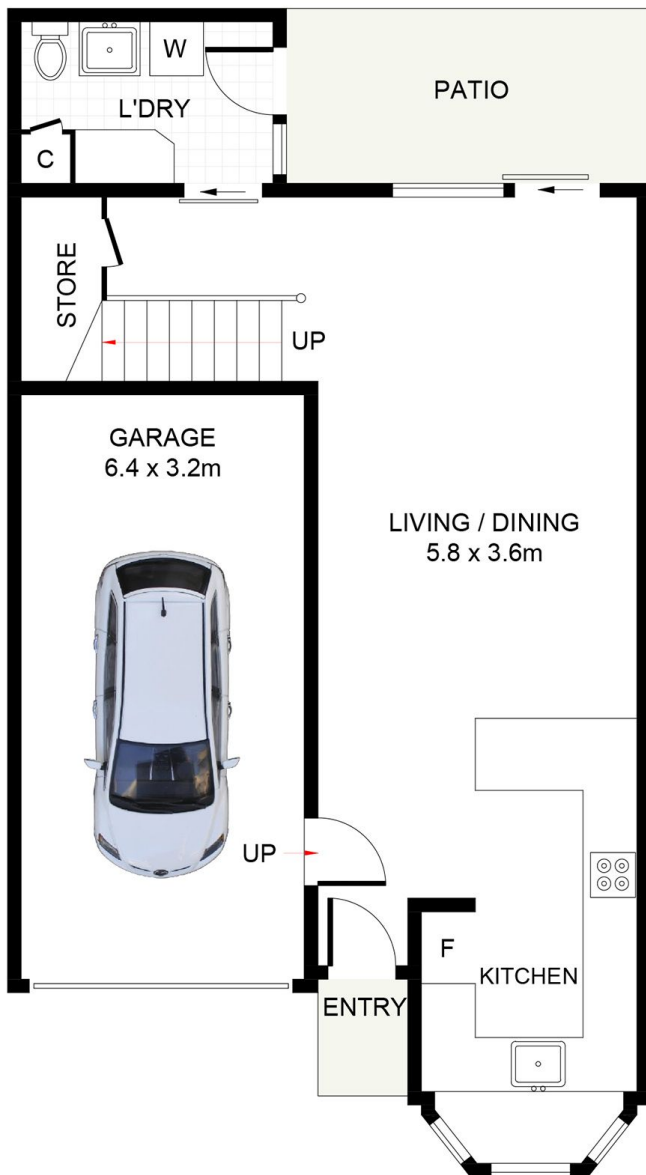 W
PATIO
L'DRY
C
STORE
UP
GARAGE
6.4 x 3.2m
LIVING / DINING
5.8 x 3.6m
UP
F
KITCHEN
ENTRY